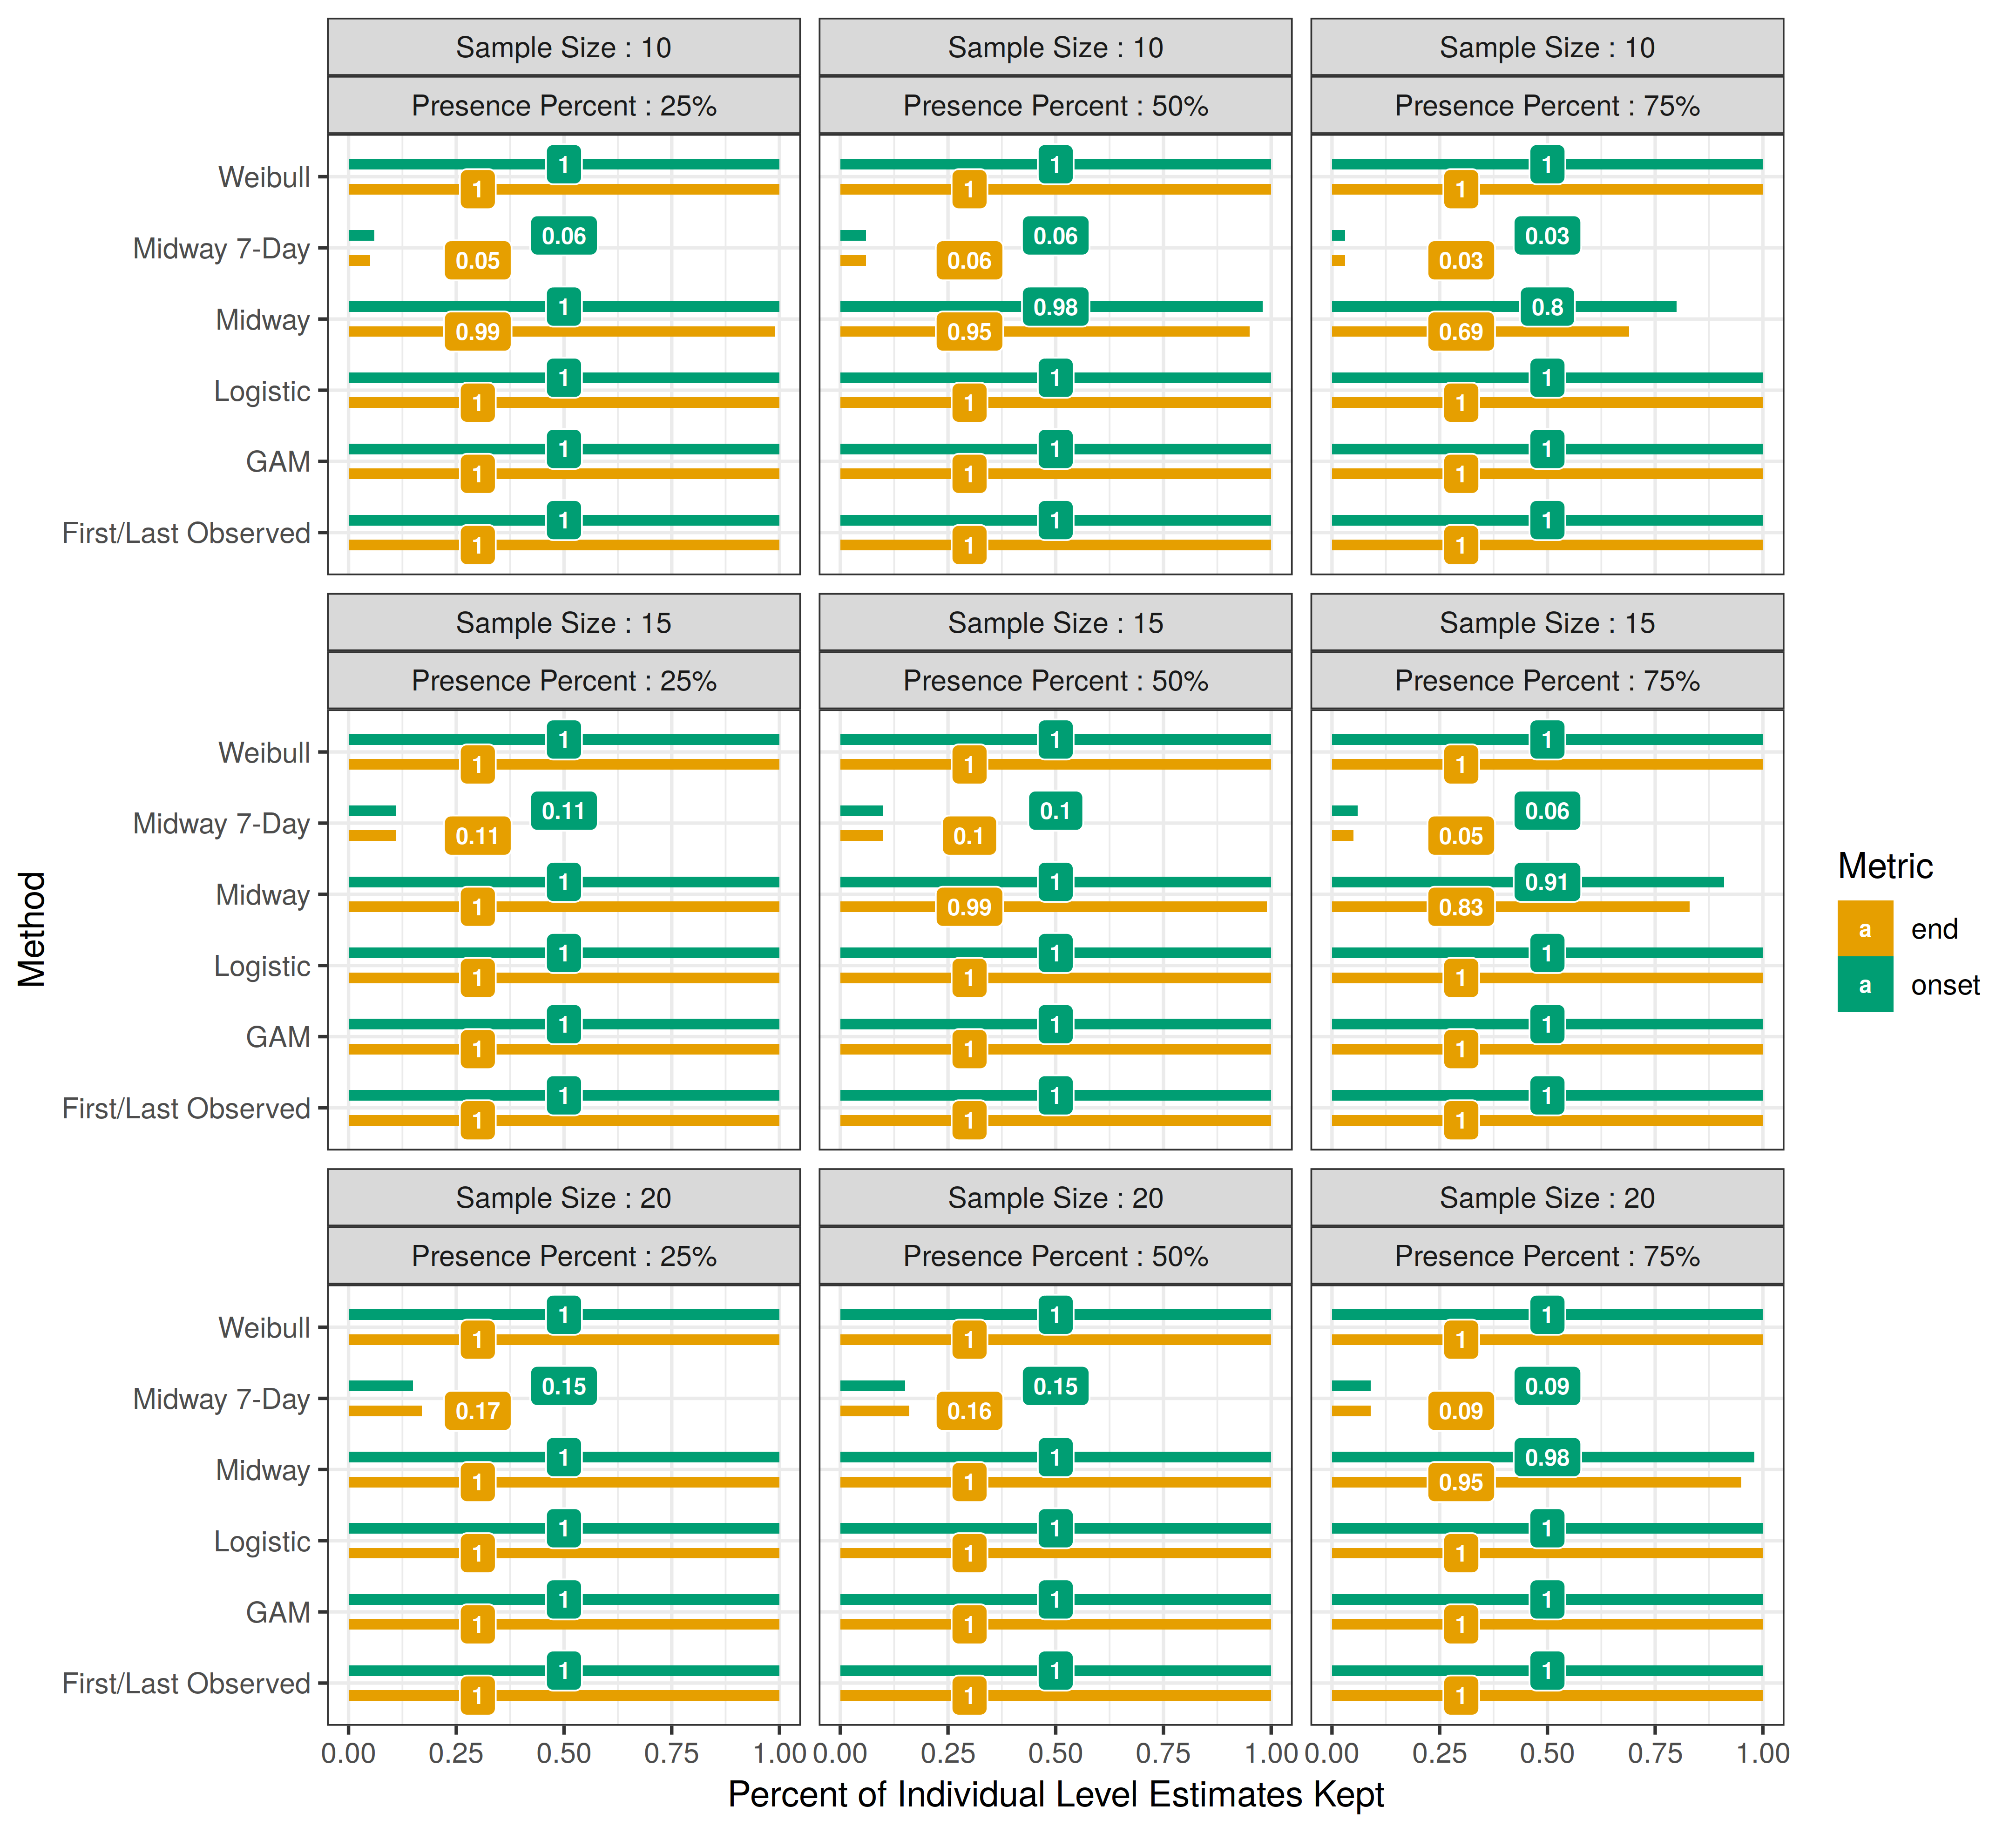 Sample Size : 10
Sample Size : 10
Sample Size : 10
Presence Percent : 25%
Presence Percent : 50%
Presence Percent : 75%
Weibull
1
1
1
1
1
1
Midway 7-Day
0.06
0.05
0.06
0.06
0.03
0.03
Midway
1
0.99
0.98
0.95
0.8
0.69
Logistic
1
1
1
1
1
1
GAM
1
1
1
1
1
1
First/Last Observed
1
1
1
1
1
1
Sample Size : 15
Sample Size : 15
Sample Size : 15
Presence Percent : 25%
Presence Percent : 50%
Presence Percent : 75%
Weibull
1
1
1
1
1
1
Midway 7-Day
0.11
0.11
0.1
0.1
0.06
0.05
Midway
1
1
1
0.99
0.91
0.83
Logistic
1
1
1
1
1
1
GAM
1
1
1
1
1
1
First/Last Observed
1
1
1
1
1
1
Sample Size : 20
Sample Size : 20
Sample Size : 20
Presence Percent : 25%
Presence Percent : 50%
Presence Percent : 75%
Weibull
1
1
1
1
1
1
Midway 7-Day
0.15
0.17
0.15
0.16
0.09
0.09
Midway
1
1
1
1
0.98
0.95
Logistic
1
1
1
1
1
1
GAM
1
1
1
1
1
1
First/Last Observed
1
1
1
1
1
1
0.00 0.25 0.50 0.75 1.00
0.00 0.25 0.50 0.75 1.00
0.00 0.25 0.50 0.75 1.00
Percent of Individual Level Estimates Kept
Method
Metric
a end
a onset